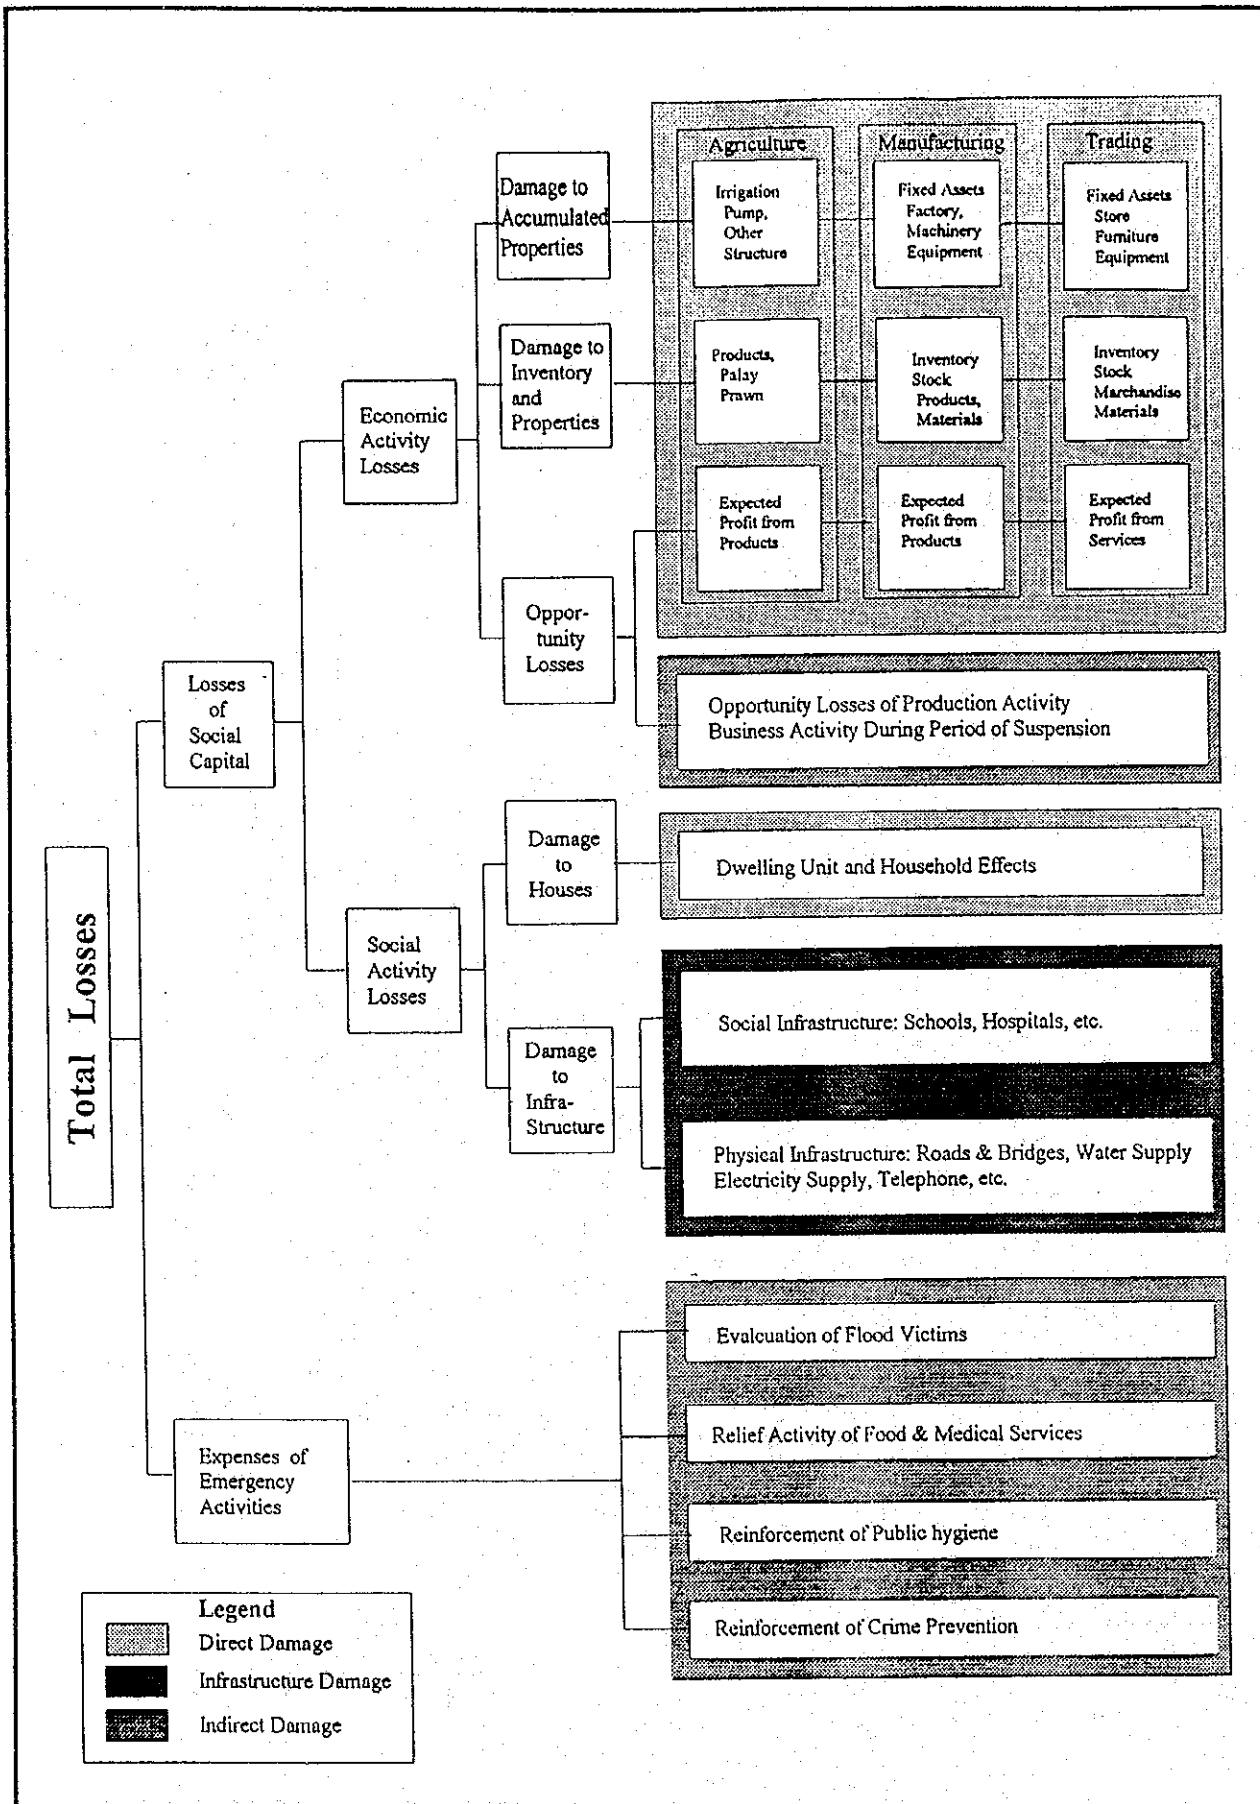 Total Losses
Losses
of
Social
Capital
Expenses of
Emergency
Activities
Economic
Activity
Losses
Social
Activity
Losses
Damage to
Accumulated
Properties
Damage to
Inventory
and
Properties
Oppor-
tunity
Losses
Damage
to
Houses
Damage
to
Infra-
Structure
Agriculture
Irrigation
Pump,
Other
Structure
Products,
Palay
Prawn
Expected
Profit from
Products
Manufacturing
Fixed Assets
Factory,
Machinery
Equipment
Inventory
Stock
Products,
Materials
Expected
Profit from
Products
Trading
Fixed Assets
Store
Furniture
Equipment
Inventory
Stock
Marchandise
Materials
Expected
Profit from
Services
Opportunity Losses of Production Activity
Business Activity During Period of Suspension
Dwelling Unit and Household Effects
Social Infrastructure: Schools, Hospitals, etc.
Physical Infrastructure: Roads & Bridges, Water Supply
Electricity Supply, Telephone, etc.
Evalcuation of Flood Victims
Relief Activity of Food & Medical Services
Reinforcement of Public hygiene
Reinforcement of Crime Prevention
Legend
Direct Damage
Infrastructure Damage
Indirect Damage